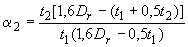 α₂ = t₂[1,6Dᵣ − (t₁ + 0,5t₂)] / t₁(1,6Dᵣ − 0,5t₁)